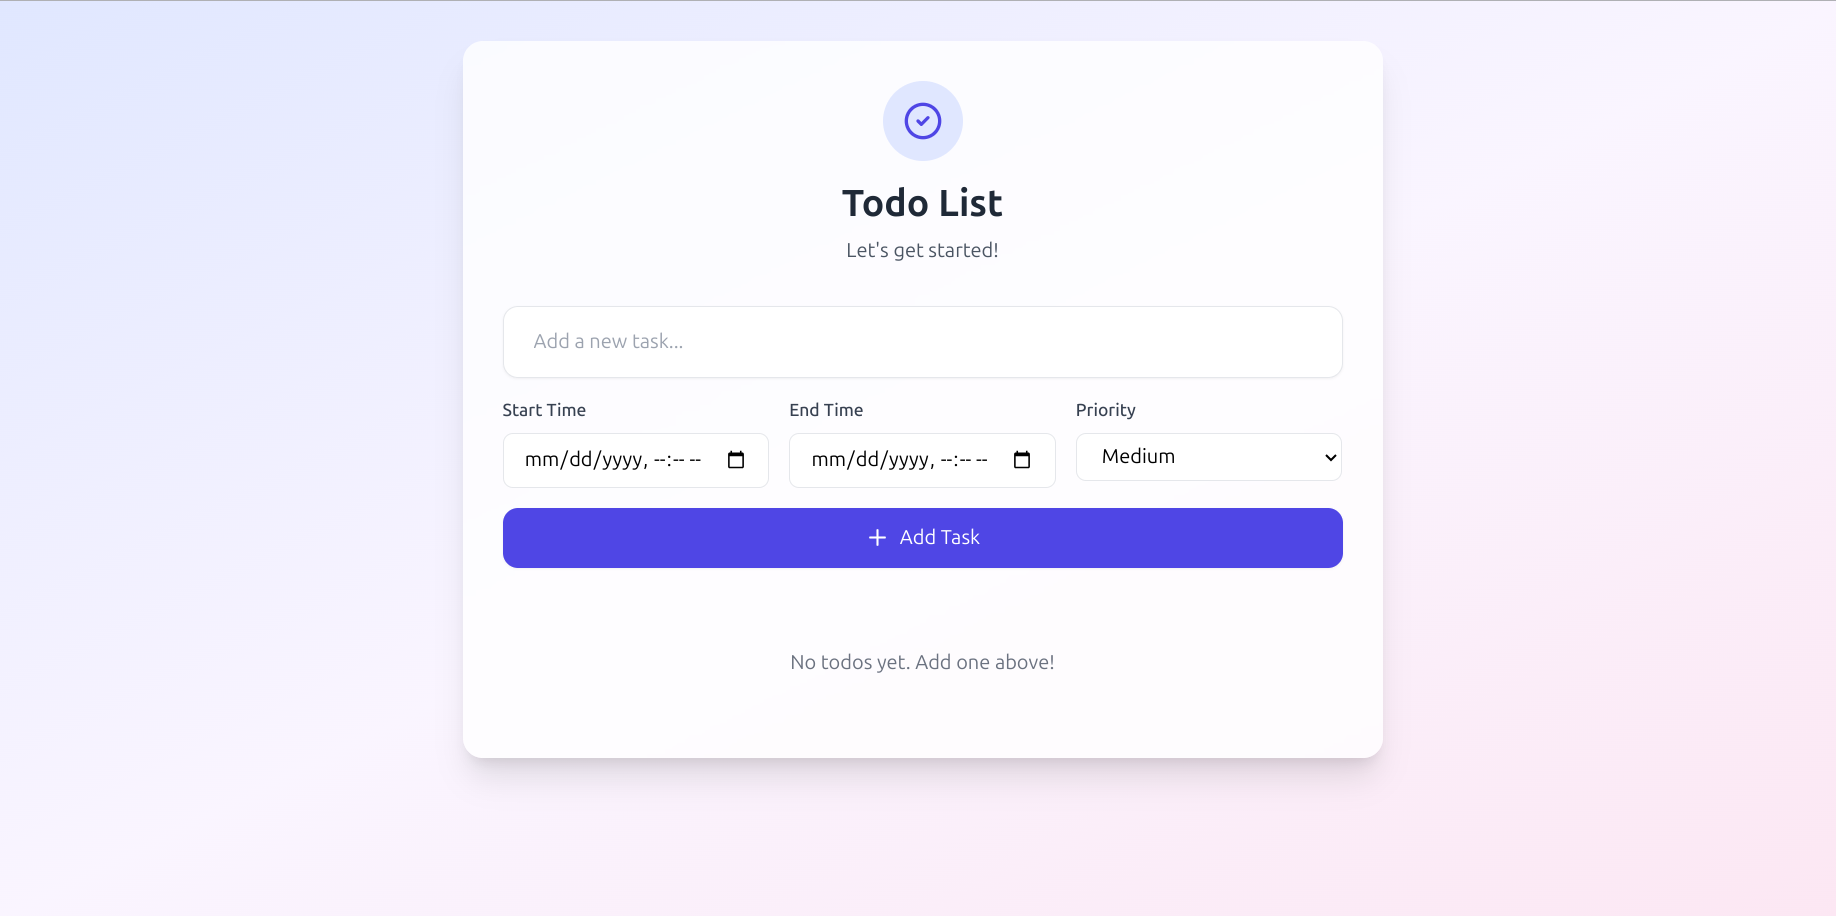 Todo List
Let's get started!
Add a new task...
Start Time
End Time
Priority
mm/dd/yyyy, --:-- --
mm/dd/yyyy, --:-- --
Medium
Add Task
No todos yet. Add one above!